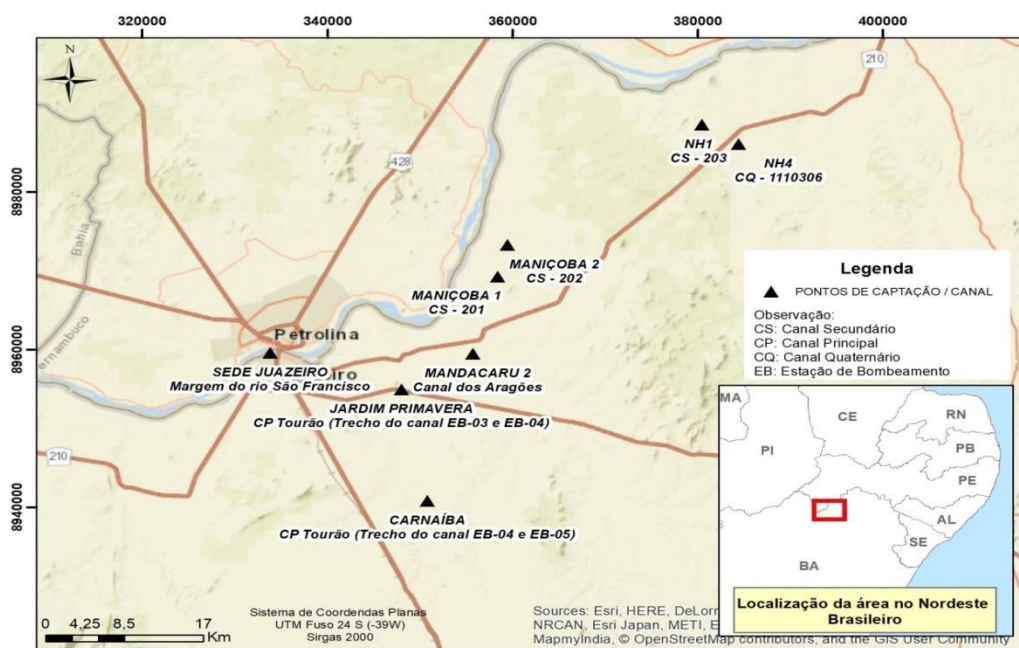 320000
340000
360000
380000
400000
N
210
428
NH1
CS - 203
NH4
CQ - 1110306
8980000
Bahia
MANIÇOBA 2
CS - 202
MANIÇOBA 1
CS - 201
Legenda
PONTOS DE CAPTAÇÃO / CANAL
Observação:
CS: Canal Secundário
CP: Canal Principal
CQ: Canal Quaternário
EB: Estação de Bombeamento
ernambuco
Petrolina
8960000
SEDE JUAZEIRO
Margem do rio São Francisco
eiro
MANDACARU 2
Canal dos Aragões
JARDIM PRIMAVERA
CP Tourão (Trecho do canal EB-03 e EB-04)
210
8940000
CARNAÍBA
CP Tourão (Trecho do canal EB-04 e EB-05)
MA
CE
RN
PB
PI
PE
AL
SE
BA
Localização da área no Nordeste
Brasileiro
0 4,25 8,5 17
Km
Sistema de Coordendas Planas
UTM Fuso 24 S (-39W)
Sirgas 2000
Sources: Esri, HERE, DeLorm
NRCAN, Esri Japan, METI, E
MapmyIndia, © OpenStreetMap contributors, and the GIS User Community